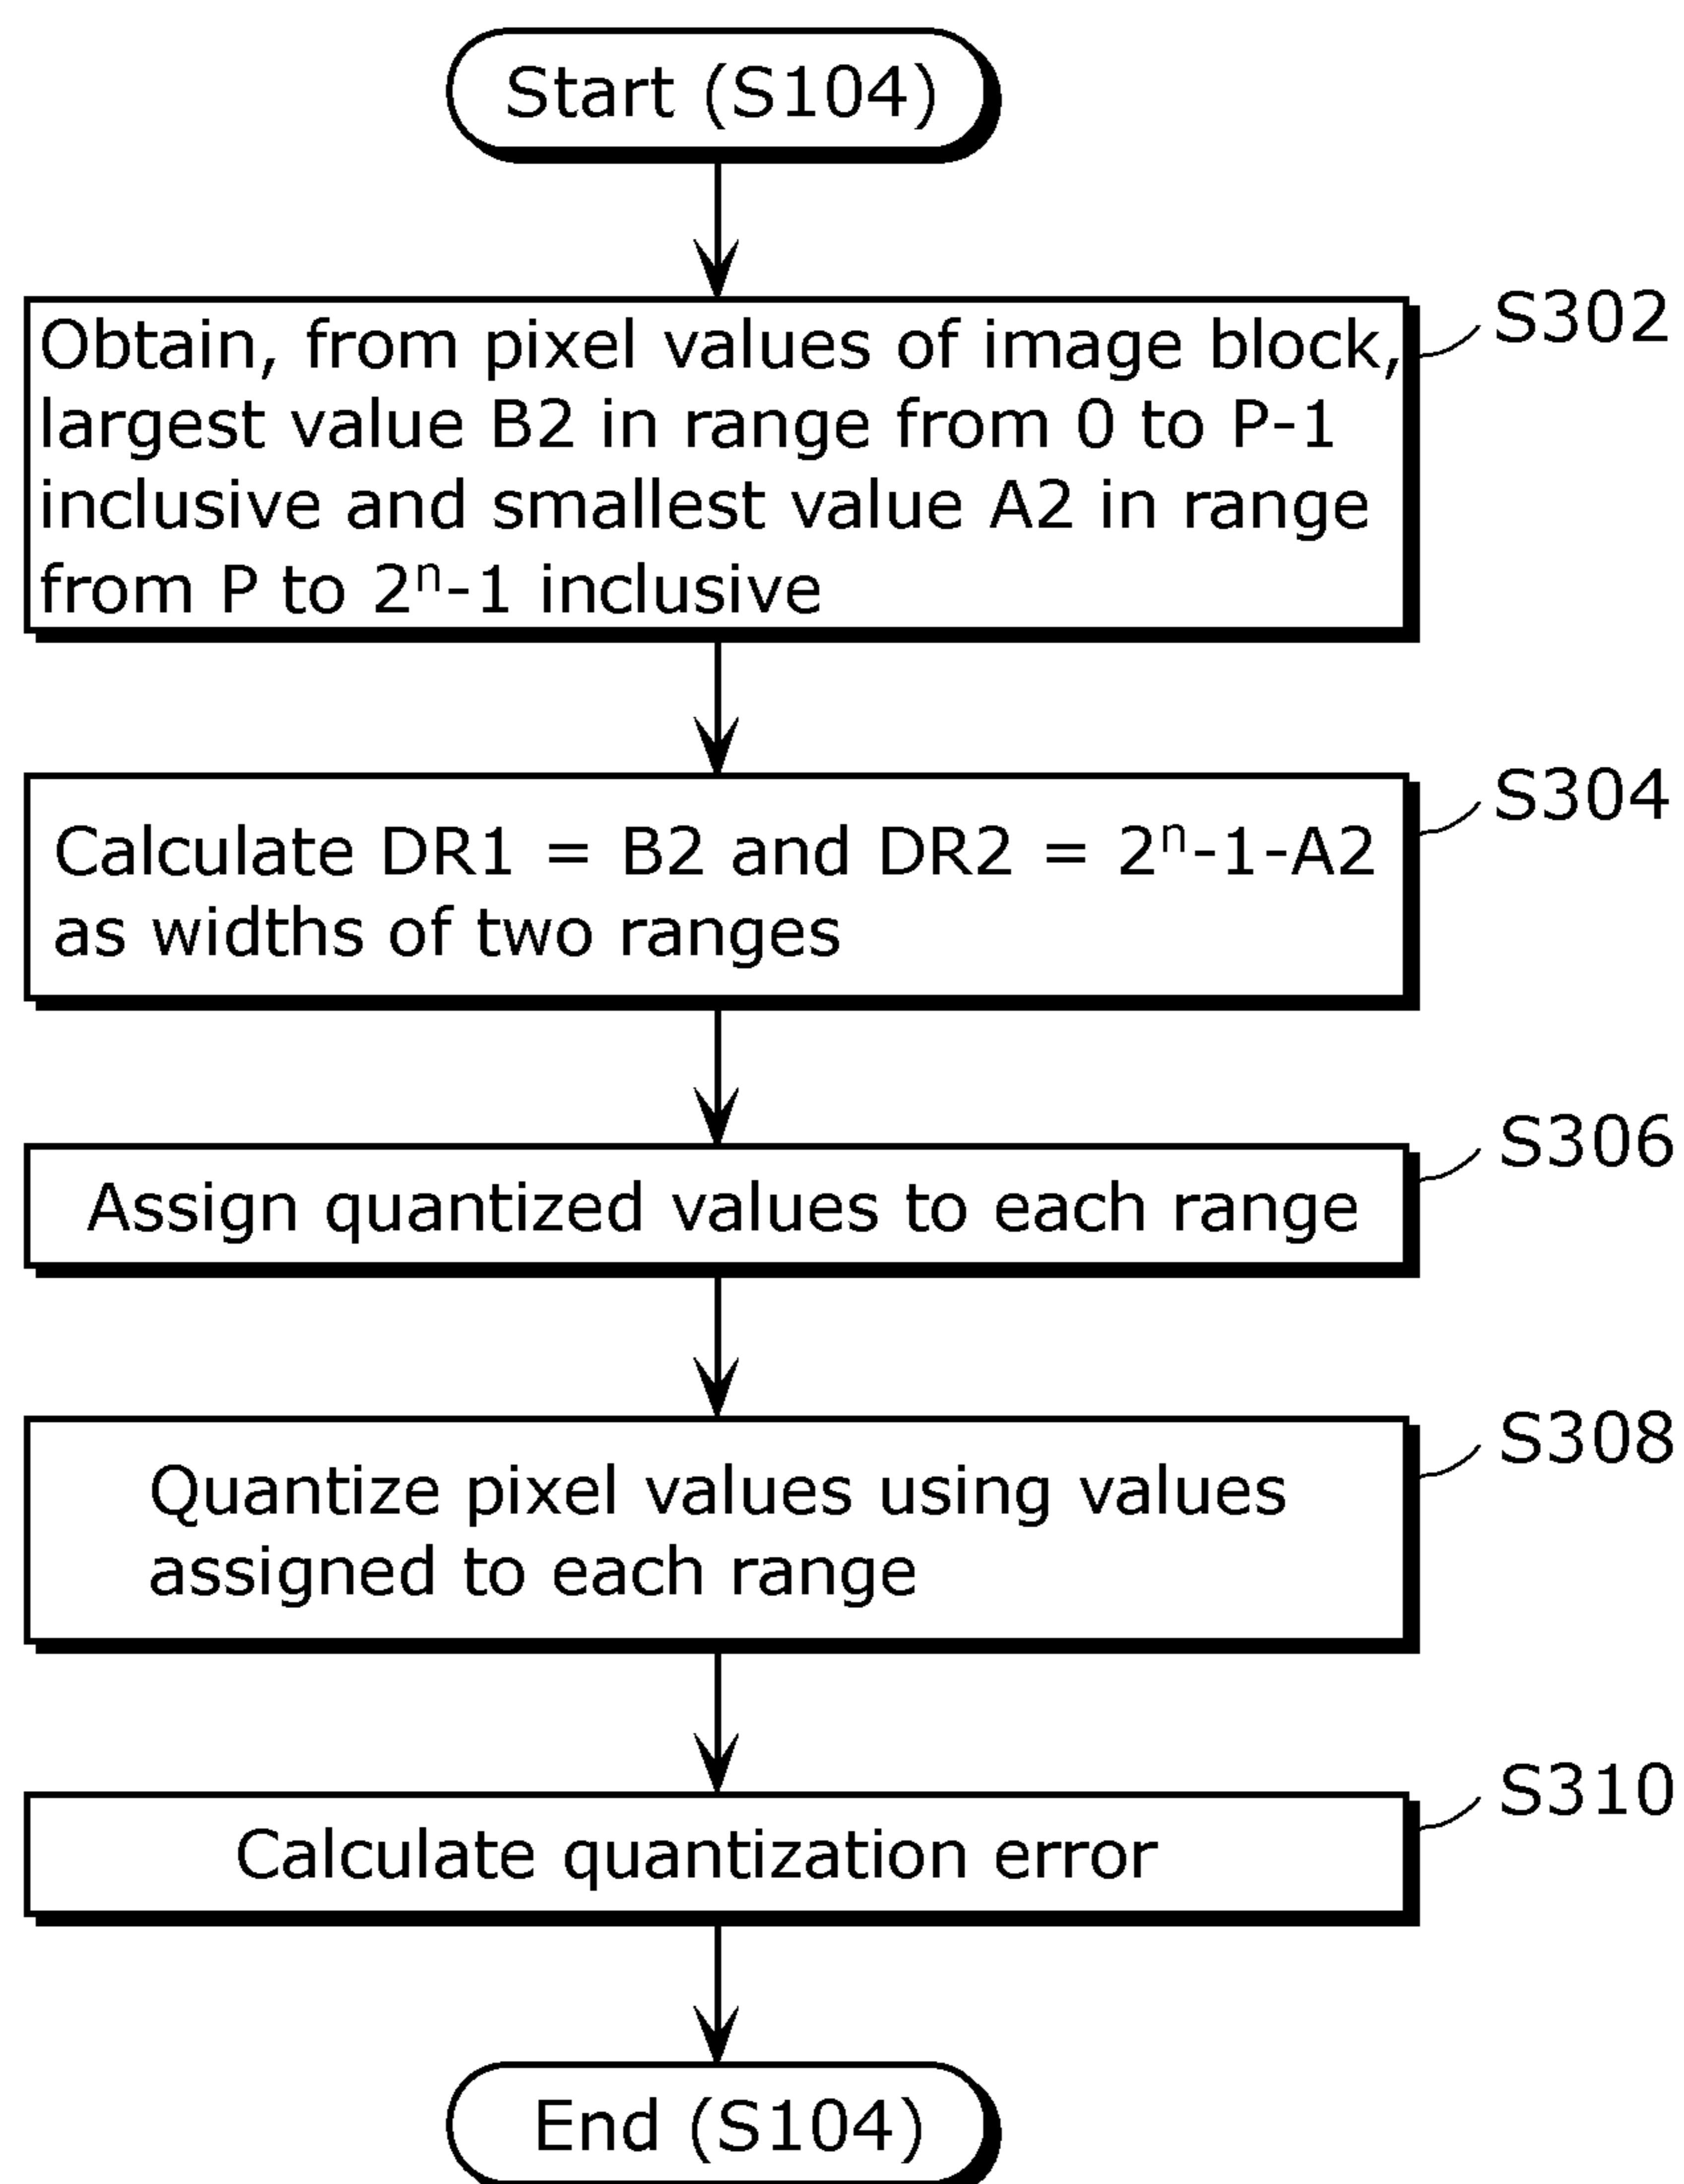 Start (S104)
S302
Obtain, from pixel values of image block,
largest value B2 in range from 0 to P-1
inclusive and smallest value A2 in range
from P to 2ⁿ-1 inclusive
S304
Calculate DR1 = B2 and DR2 = 2ⁿ-1-A2
as widths of two ranges
S306
Assign quantized values to each range
S308
Quantize pixel values using values
assigned to each range
S310
Calculate quantization error
End (S104)